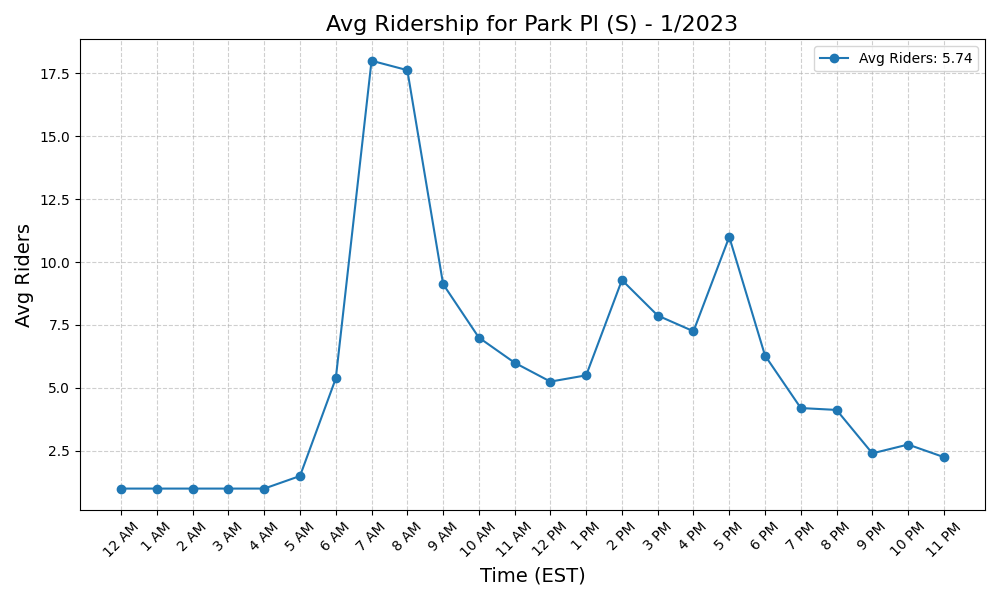 Avg Ridership for Park Pl (S) - 1/2023
Avg Riders: 5.74
Avg Riders
17.5
15.0
12.5
10.0
7.5
5.0
2.5
12 AM
1 AM
2 AM
3 AM
4 AM
5 AM
6 AM
7 AM
8 AM
9 AM
10 AM
11 AM
12 PM
1 PM
2 PM
3 PM
4 PM
5 PM
6 PM
7 PM
8 PM
9 PM
10 PM
11 PM
Time (EST)